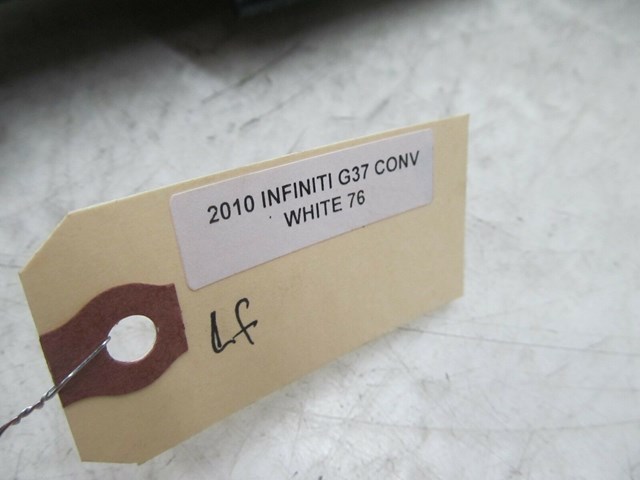 2010 INFINITI G37 CONV
WHITE 76
Lf